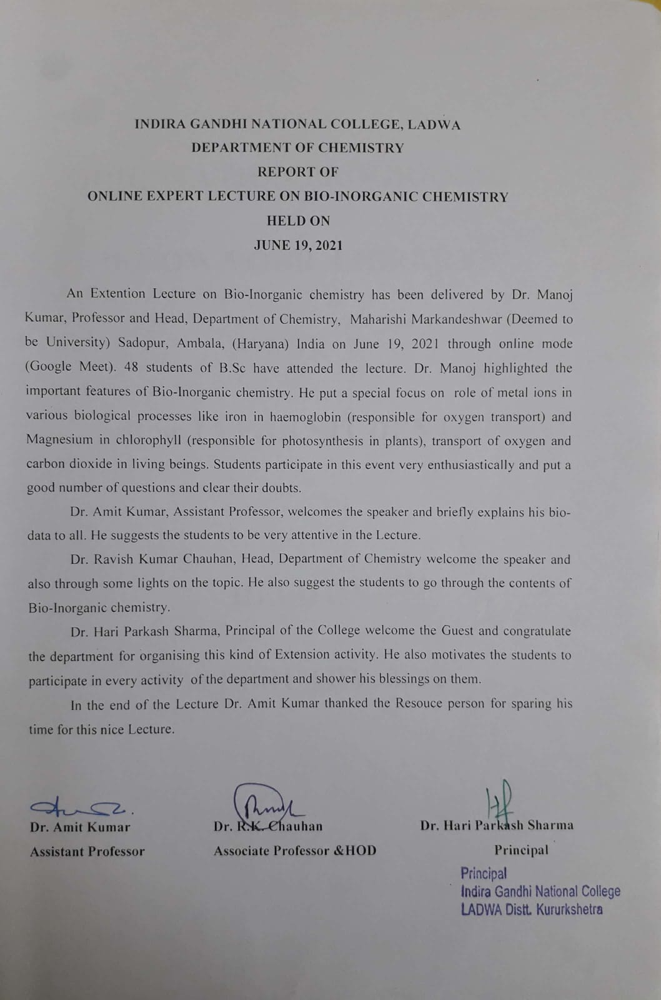 INDIRA GANDHI NATIONAL COLLEGE, LADWA
DEPARTMENT OF CHEMISTRY
REPORT OF
ONLINE EXPERT LECTURE ON BIO-INORGANIC CHEMISTRY
HELD ON
JUNE 19, 2021
An Extention Lecture on Bio-Inorganic chemistry has been delivered by Dr. Manoj
Kumar, Professor and Head, Department of Chemistry, Maharishi Markandeshwar (Deemed to
be University) Sadopur, Ambala, (Haryana) India on June 19, 2021 through online mode
(Google Meet). 48 students of B.Sc have attended the lecture. Dr. Manoj highlighted the
important features of Bio-Inorganic chemistry. He put a special focus on role of metal ions in
various biological processes like iron in haemoglobin (responsible for oxygen transport) and
Magnesium in chlorophyll (responsible for photosynthesis in plants), transport of oxygen and
carbon dioxide in living beings. Students participate in this event very enthusiastically and put a
good number of questions and clear their doubts.
Dr. Amit Kumar, Assistant Professor, welcomes the speaker and briefly explains his bio-
data to all. He suggests the students to be very attentive in the Lecture.
Dr. Ravish Kumar Chauhan, Head, Department of Chemistry welcome the speaker and
also through some lights on the topic. He also suggest the students to go through the contents of
Bio-Inorganic chemistry.
Dr. Hari Parkash Sharma, Principal of the College welcome the Guest and congratulate
the department for organising this kind of Extension activity. He also motivates the students to
participate in every activity of the department and shower his blessings on them.
In the end of the Lecture Dr. Amit Kumar thanked the Resouce person for sparing his
time for this nice Lecture.
Dr. Amit Kumar Dr. R.K. Chauhan Dr. Hari Parkash Sharma
Assistant Professor Associate Professor &HOD Principal
Principal
Indira Gandhi National College
LADWA Distt. Kururkshetra